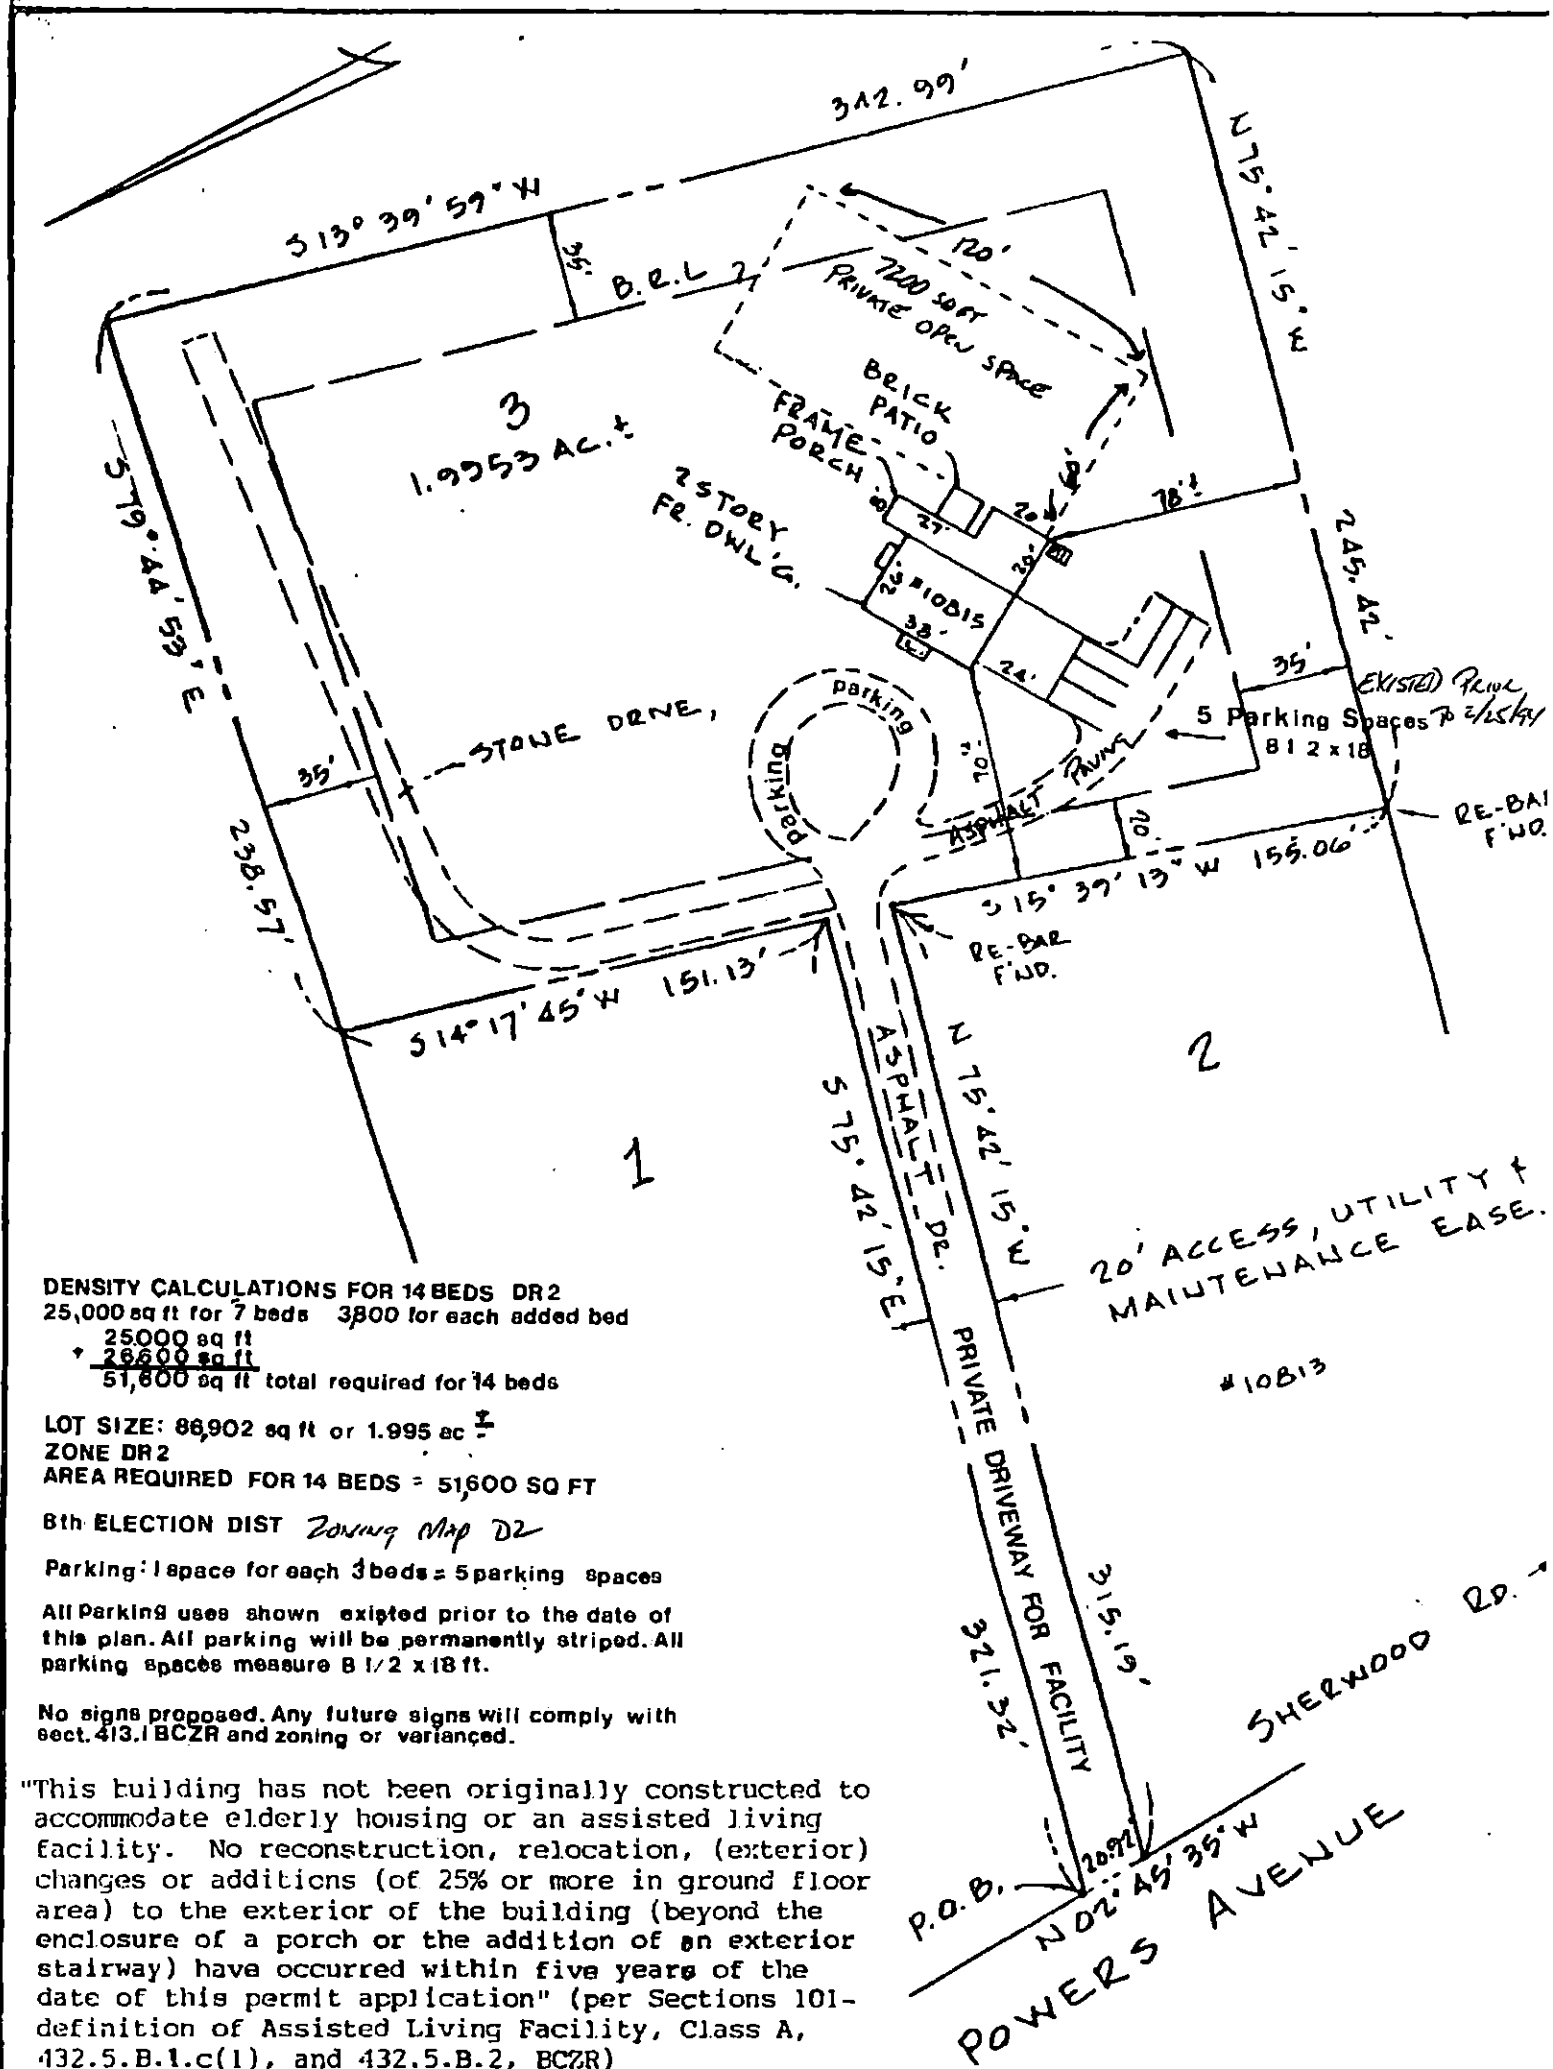 342.99'
S 13° 39' 59" W
N 75° 42' 15" E
35'
B.R.L
120'
7200 SQFT
PRIVATE OPEN SPACE
BRICK
PATIO
FRAME
PORCH
3
1.9953 AC.±
2 STORY
FR. DWL'G.
8'
27'
20'
20'
78'±
26'
#10815
38'
24'
S 79° 44' 53" E
245.42'
35'
EXISTED PRIOR
TO 2/25/94
5 Parking Spaces
8 1 2 x 18
STONE DRIVE
parking
parking
70'±
ASPHALT PAVING
20'
35'
238.57'
RE-BAR
F'ND.
S 15° 39' 13" W 155.06'
RE-BAR
F'ND.
S 14° 17' 45" W 151.13'
ASPHALT DR.
S 75° 42' 15" E
N 75° 42' 15" W
1
2
20' ACCESS, UTILITY +
MAINTENANCE EASE.
#10813
PRIVATE DRIVEWAY FOR FACILITY
321.32'
315.19'
SHERWOOD RD.
P.O.B.
20.92'
N 02° 45' 35" W
POWERS AVENUE
DENSITY CALCULATIONS FOR 14 BEDS DR 2
25,000 sq ft for 7 beds 3,800 for each added bed
25000 sq ft
+ 26600 sq ft
51,600 sq ft total required for 14 beds
LOT SIZE: 86,902 sq ft or 1.995 ac ±
ZONE DR 2
AREA REQUIRED FOR 14 BEDS = 51,600 SQ FT
8th ELECTION DIST Zoning Map D2
Parking: 1 space for each 3 beds = 5 parking spaces
All Parking uses shown existed prior to the date of
this plan. All parking will be permanently striped. All
parking spaces measure 8 1/2 x 18 ft.
No signs proposed. Any future signs will comply with
sect. 413.1 BCZR and zoning or varianced.
"This building has not been originally constructed to
accommodate elderly housing or an assisted living
facility. No reconstruction, relocation, (exterior)
changes or additions (of 25% or more in ground floor
area) to the exterior of the building (beyond the
enclosure of a porch or the addition of an exterior
stairway) have occurred within five years of the
date of this permit application" (per Sections 101-
definition of Assisted Living Facility, Class A,
432.5.B.1.c(1), and 432.5.B.2, BCZR)